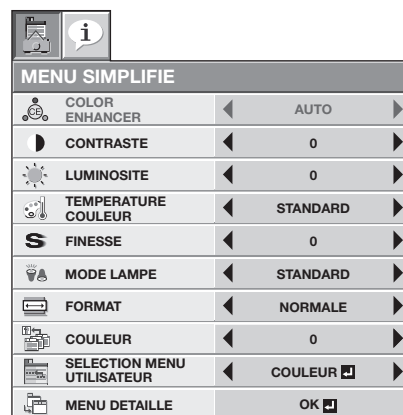 i
MENU SIMPLIFIE
CE
COLOR ENHANCER AUTO
CONTRASTE 0
LUMINOSITE 0
TEMPERATURE COULEUR STANDARD
S FINESSE 0
MODE LAMPE STANDARD
FORMAT NORMALE
COULEUR 0
SELECTION MENU UTILISATEUR COULEUR
MENU DETAILLE OK